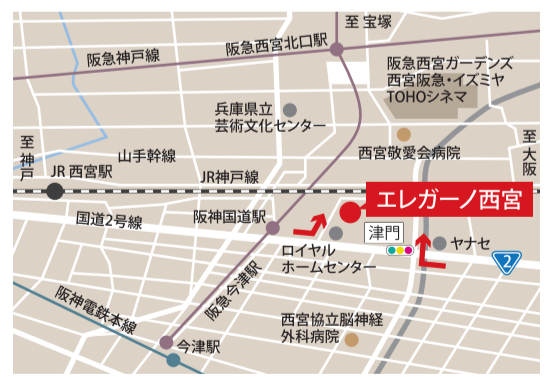 至 宝塚
阪急西宮北口駅
阪急神戸線
阪急西宮ガーデンズ
西宮阪急・イズミヤ
TOHOシネマ
兵庫県立
芸術文化センター
西宮敬愛会病院
至 神戸
山手幹線
JR 西宮駅
JR神戸線
至 大阪
エレガーノ西宮
国道2号線
阪神国道駅
津門
ロイヤル
ホームセンター
ヤナセ
2
阪急今津駅
阪神電鉄本線
今津駅
西宮協立脳神経
外科病院